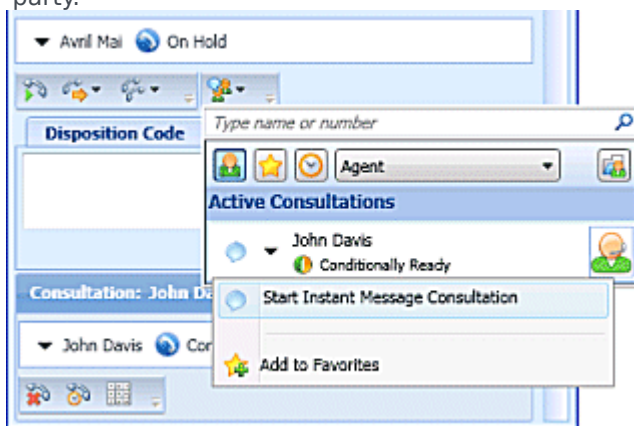 party.
Avril Mai On Hold
Type name or number
Disposition Code
Agent
Active Consultations
John Davis
Conditionally Ready
Consultation: John Da
Start Instant Message Consultation
John Davis Cor
Add to Favorites